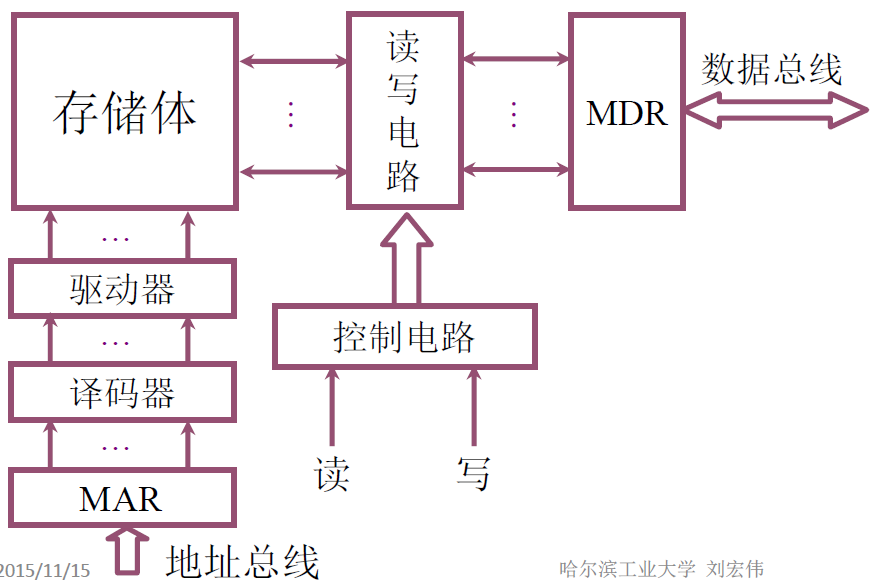 存储体
读写电路
MDR
数据总线
驱动器
控制电路
译码器
读
写
MAR
地址总线
2015/11/15
哈尔滨工业大学 刘宏伟